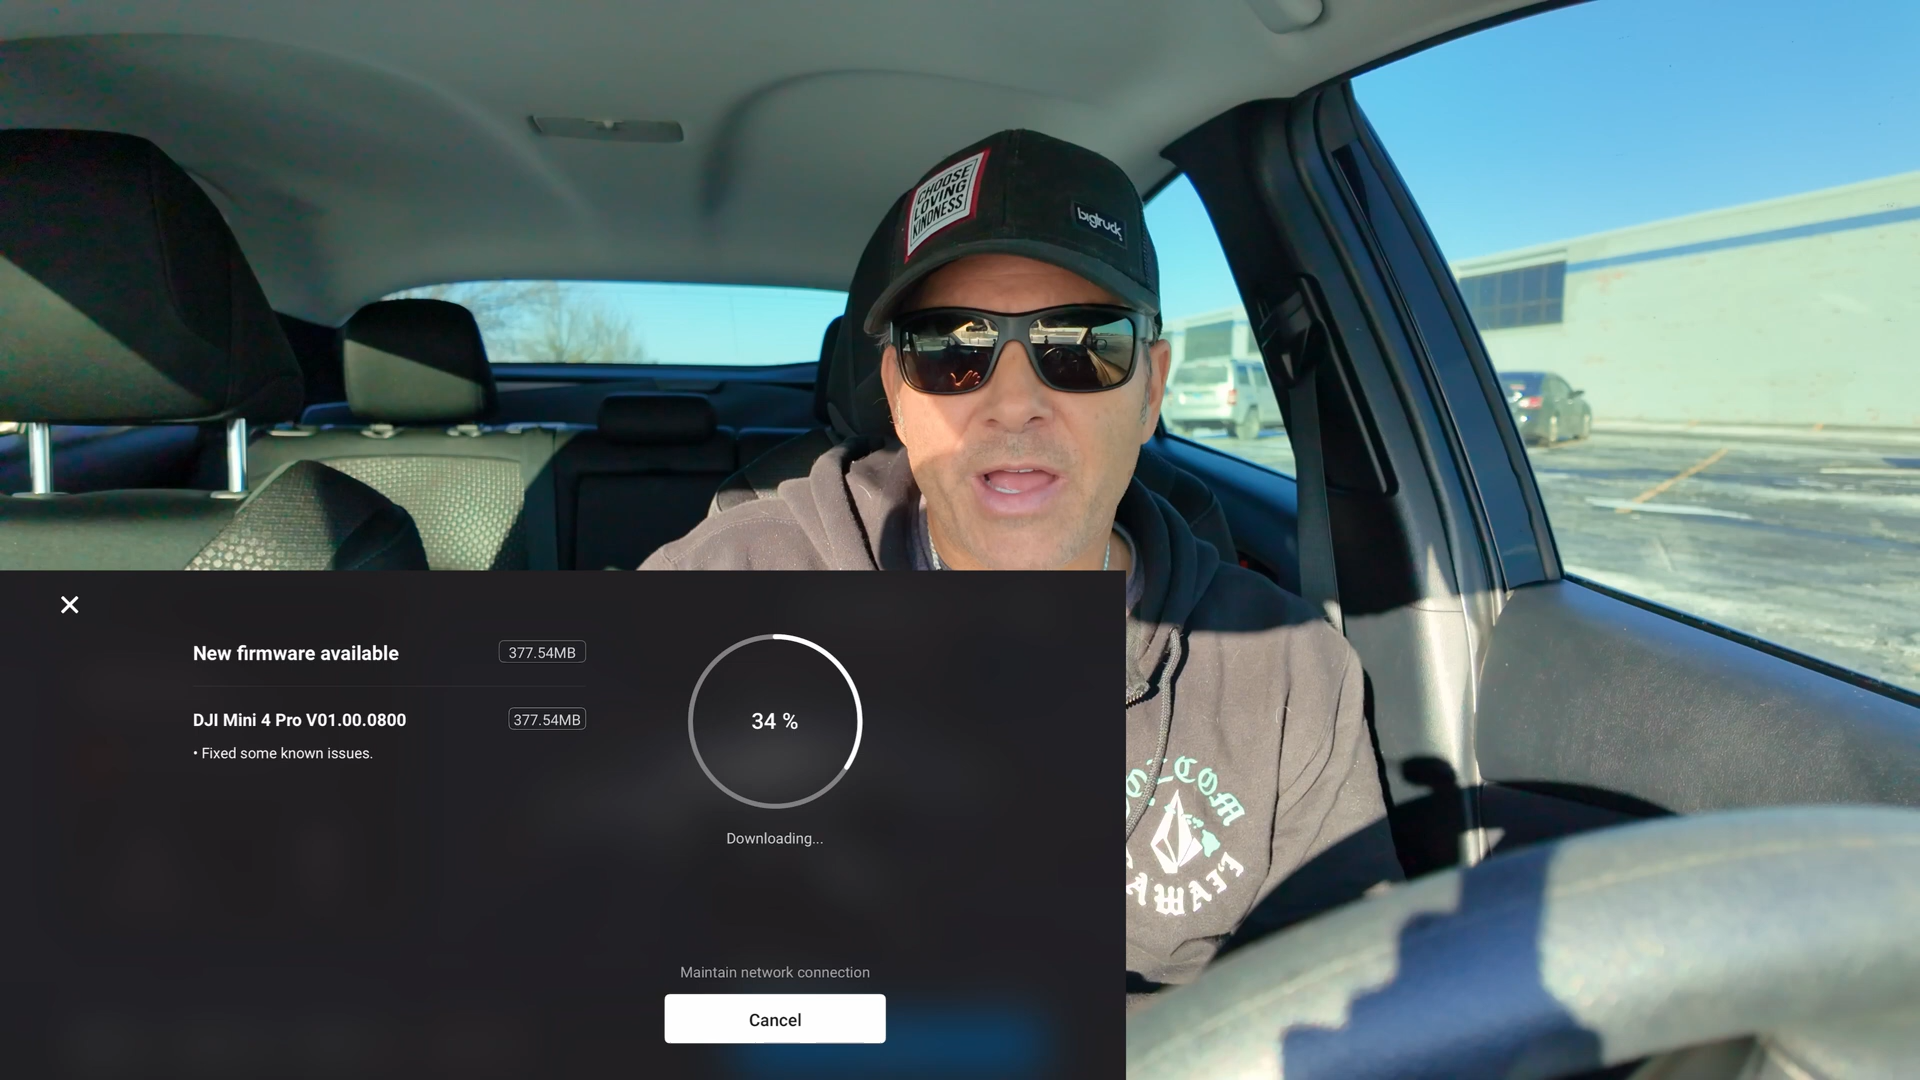 CHOOSE
LOVING
KINDNESS
bigtruck
New firmware available
377.54MB
DJI Mini 4 Pro V01.00.0800
377.54MB
• Fixed some known issues.
34 %
Downloading...
Maintain network connection
Cancel